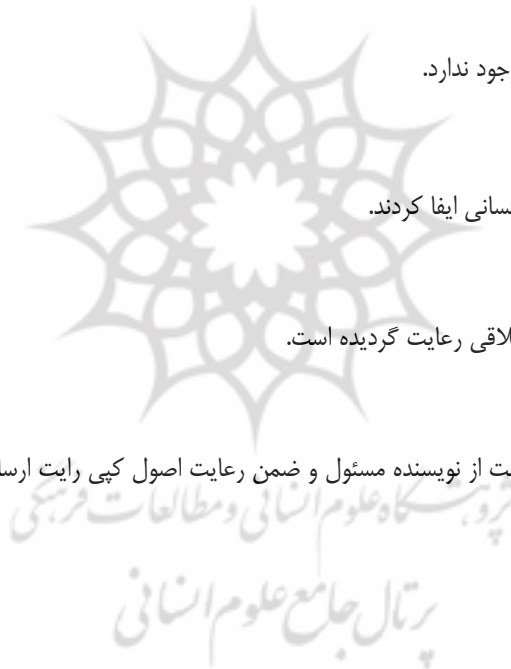 جود ندارد.
سانی ایفا کردند.
لاقی رعایت گردیده است.
ت از نویسنده مسئول و ضمن رعایت اصول کپی رایت ارسا
پژوهشگاه علوم انسانی و مطالعات فرهنگی
پرتال جامع علوم انسانی